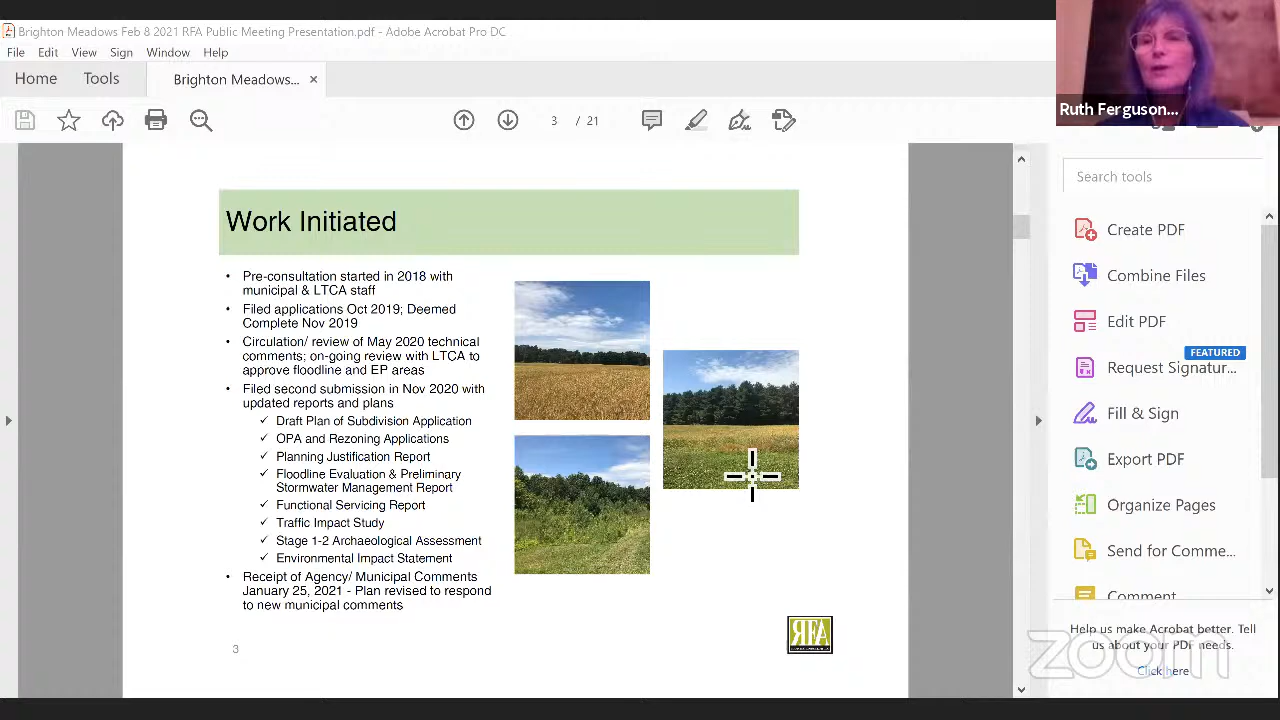 Brighton Meadows Feb 8 2021 RFA Public Meeting Presentation.pdf - Adobe Acrobat Pro DC
File Edit View Sign Window Help
Home Tools Brighton Meadows... ×
3 / 21
Ruth Ferguson...
Search tools
Create PDF
Combine Files
Edit PDF
FEATURED
Request Signatur...
Fill & Sign
Export PDF
Organize Pages
Send for Comme...
Comment
Help us make Acrobat better. Tell
us about your PDF needs.
Click here
zoom
Work Initiated
• Pre-consultation started in 2018 with
municipal & LTCA staff
• Filed applications Oct 2019; Deemed
Complete Nov 2019
• Circulation/ review of May 2020 technical
comments; on-going review with LTCA to
approve floodline and EP areas
• Filed second submission in Nov 2020 with
updated reports and plans
✓ Draft Plan of Subdivision Application
✓ OPA and Rezoning Applications
✓ Planning Justification Report
✓ Floodline Evaluation & Preliminary
Stormwater Management Report
✓ Functional Servicing Report
✓ Traffic Impact Study
✓ Stage 1-2 Archaeological Assessment
✓ Environmental Impact Statement
• Receipt of Agency/ Municipal Comments
January 25, 2021 - Plan revised to respond
to new municipal comments
3
RFA